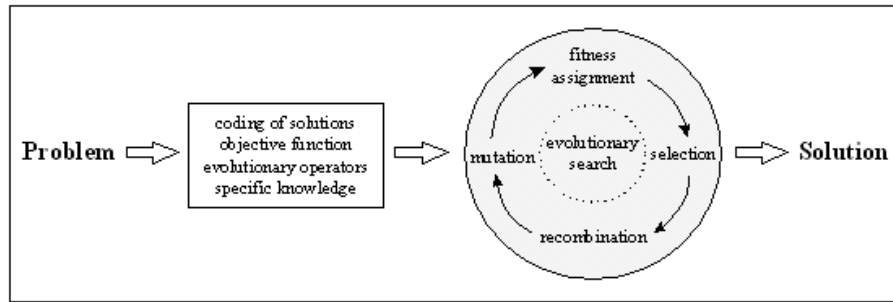 Problem
coding of solutions
objective function
evolutionary operators
specific knowledge
fitness
assignment
mutation
evolutionary
search
selection
recombination
Solution